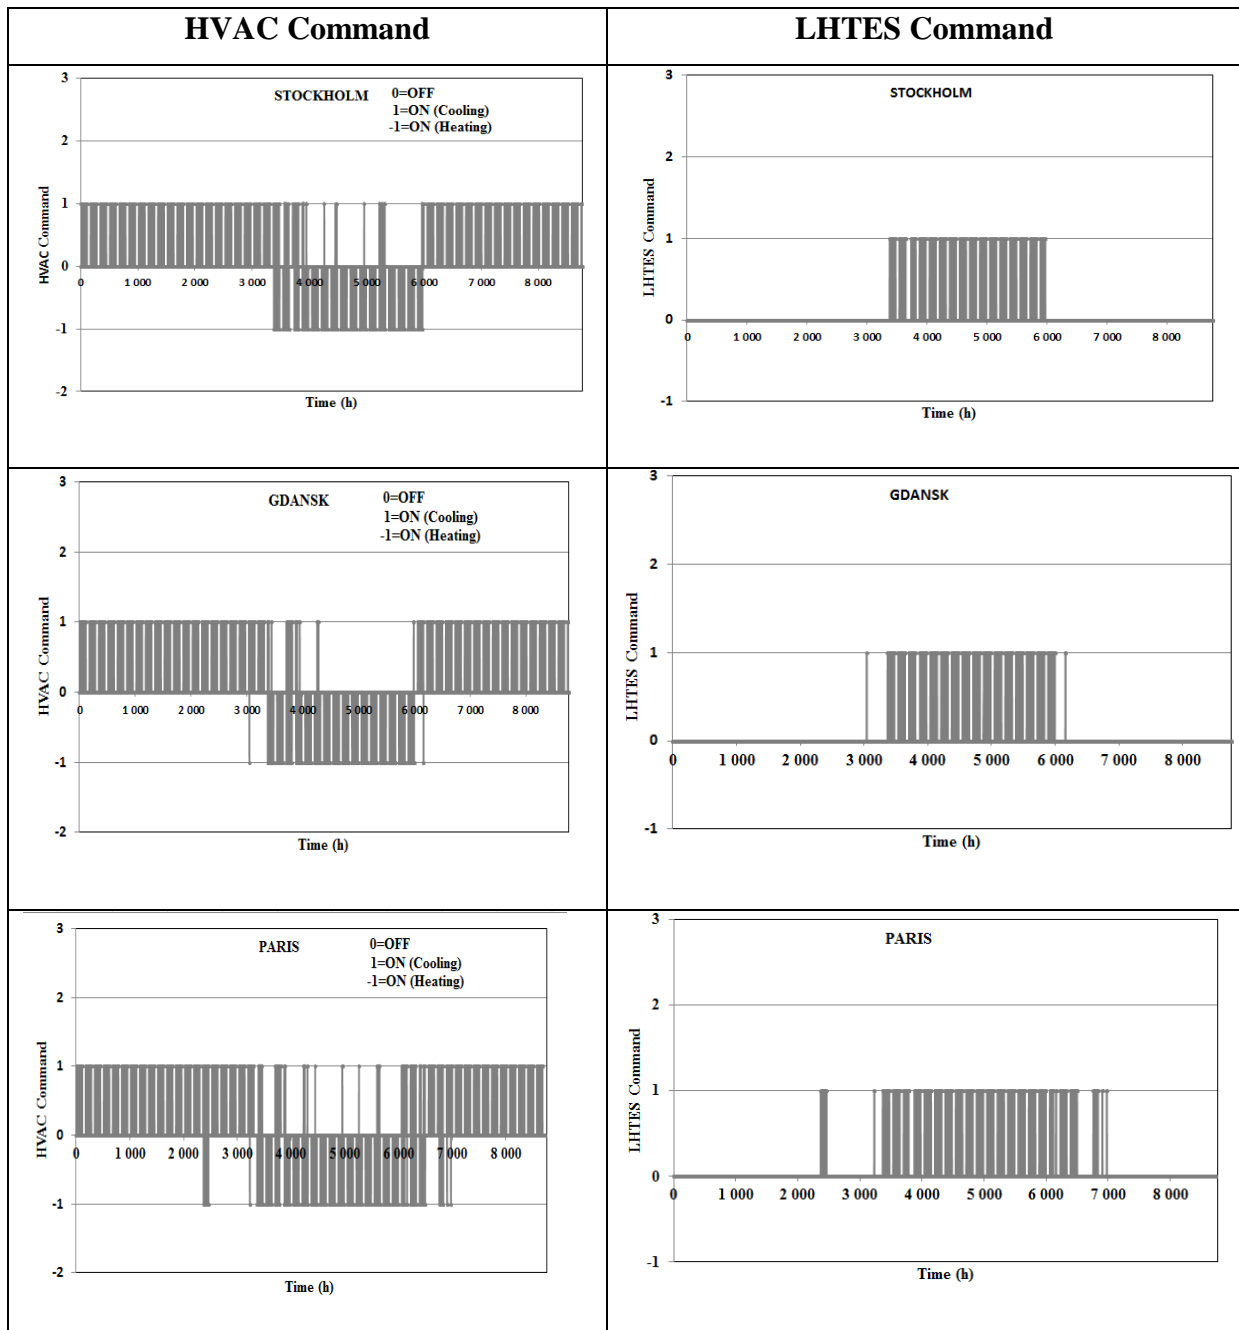 HVAC Command
LHTES Command
STOCKHOLM
0=OFF
1=ON (Cooling)
-1=ON (Heating)
3
2
1
0
-1
-2
HVAC Command
0 1 000 2 000 3 000 4 000 5 000 6 000 7 000 8 000
Time (h)
STOCKHOLM
3
2
1
0
-1
LHTES Command
0 1 000 2 000 3 000 4 000 5 000 6 000 7 000 8 000
Time (h)
GDANSK
0=OFF
1=ON (Cooling)
-1=ON (Heating)
3
2
1
0
-1
-2
HVAC Command
0 1 000 2 000 3 000 4 000 5 000 6 000 7 000 8 000
Time (h)
GDANSK
3
2
1
0
-1
LHTES Command
0 1 000 2 000 3 000 4 000 5 000 6 000 7 000 8 000
Time (h)
PARIS
0=OFF
1=ON (Cooling)
-1=ON (Heating)
3
2
1
0
-1
-2
HVAC Command
0 1 000 2 000 3 000 4 000 5 000 6 000 7 000 8 000
Time (h)
PARIS
3
2
1
0
-1
LHTES Command
0 1 000 2 000 3 000 4 000 5 000 6 000 7 000 8 000
Time (h)